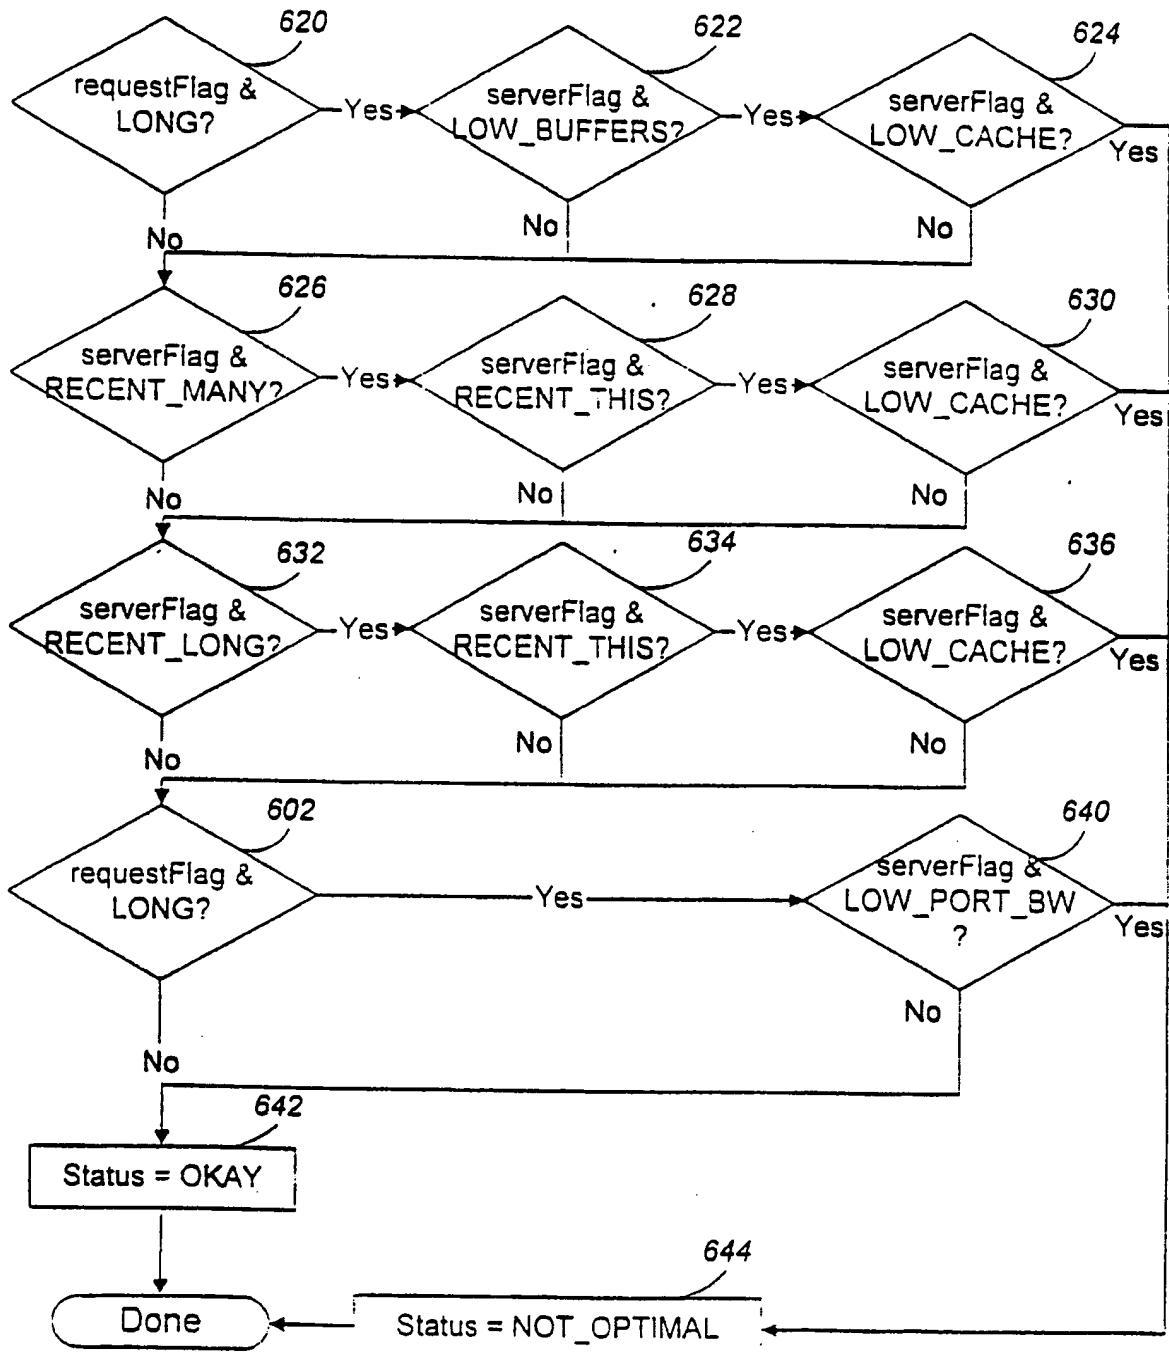 620
622
624
requestFlag &
LONG?
Yes
serverFlag &
LOW_BUFFERS?
Yes
serverFlag &
LOW_CACHE?
Yes
No
No
No
626
628
630
serverFlag &
RECENT_MANY?
Yes
serverFlag &
RECENT_THIS?
Yes
serverFlag &
LOW_CACHE?
Yes
No
No
No
632
634
636
serverFlag &
RECENT_LONG?
Yes
serverFlag &
RECENT_THIS?
Yes
serverFlag &
LOW_CACHE?
Yes
No
No
No
602
640
requestFlag &
LONG?
Yes
serverFlag &
LOW_PORT_BW
?
Yes
No
No
642
Status = OKAY
644
Done
Status = NOT_OPTIMAL